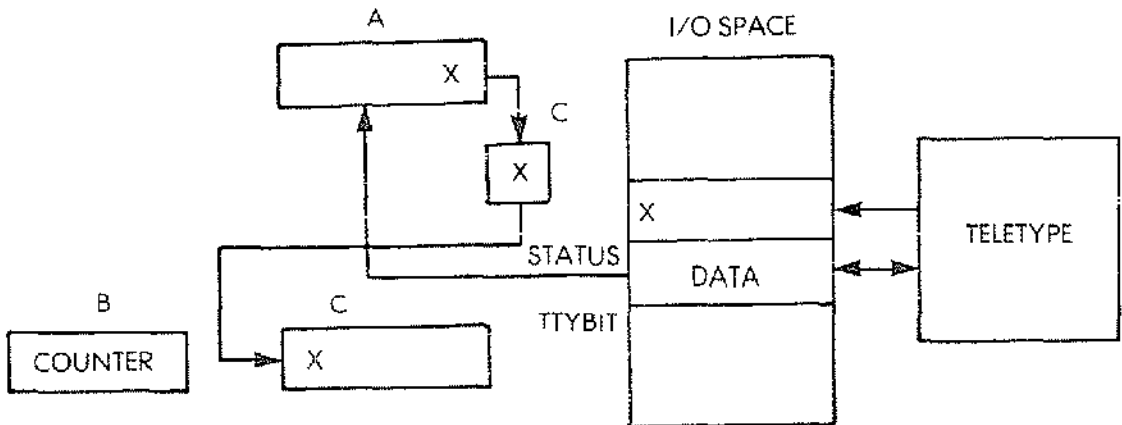 A
I/O SPACE
X
C
X
X
STATUS
DATA
TELETYPE
B
C
TTYBIT
COUNTER
X